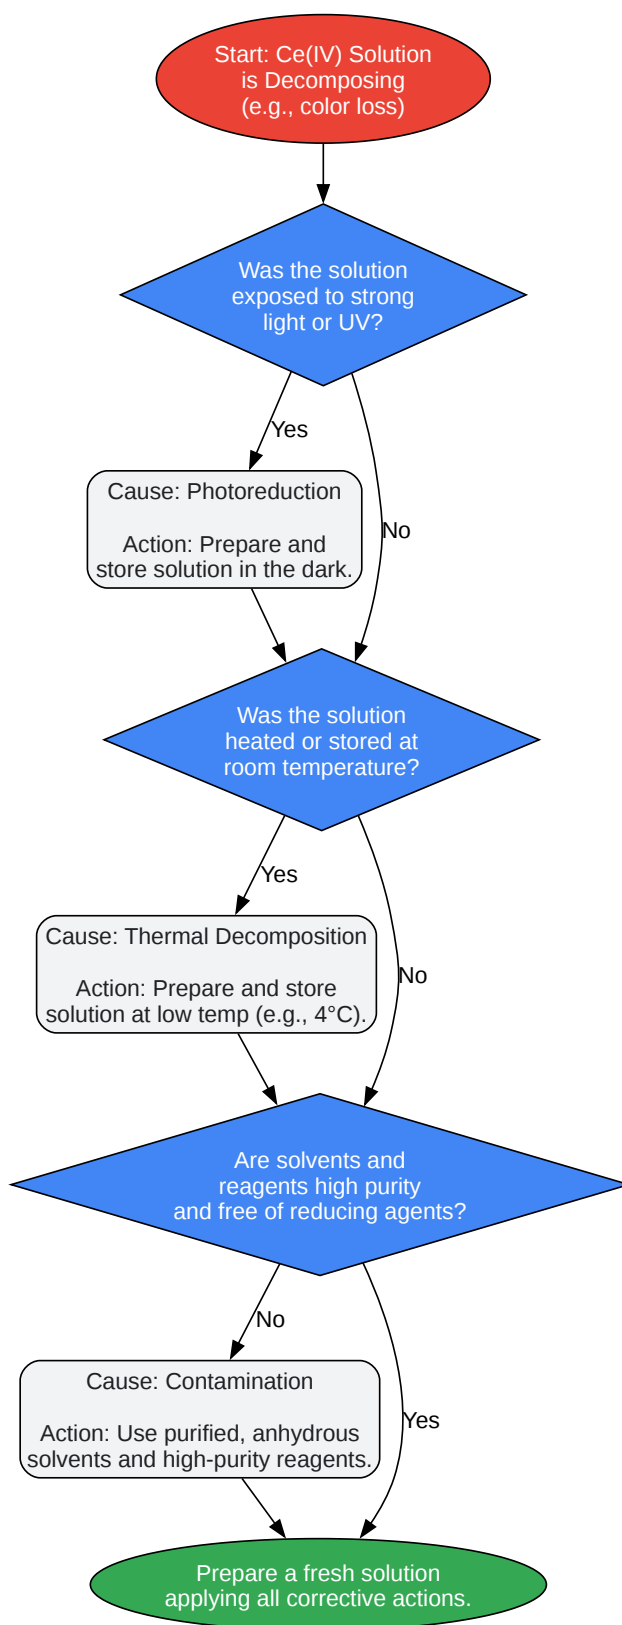 Start: Ce(IV) Solution
is Decomposing
(e.g., color loss)
Was the solution
exposed to strong
light or UV?
Yes
No
Cause: Photoreduction
Action: Prepare and
store solution in the dark.
Was the solution
heated or stored at
room temperature?
Yes
No
Cause: Thermal Decomposition
Action: Prepare and store
solution at low temp (e.g., 4°C).
Are solvents and
reagents high purity
and free of reducing agents?
No
Yes
Cause: Contamination
Action: Use purified, anhydrous
solvents and high-purity reagents.
Prepare a fresh solution
applying all corrective actions.